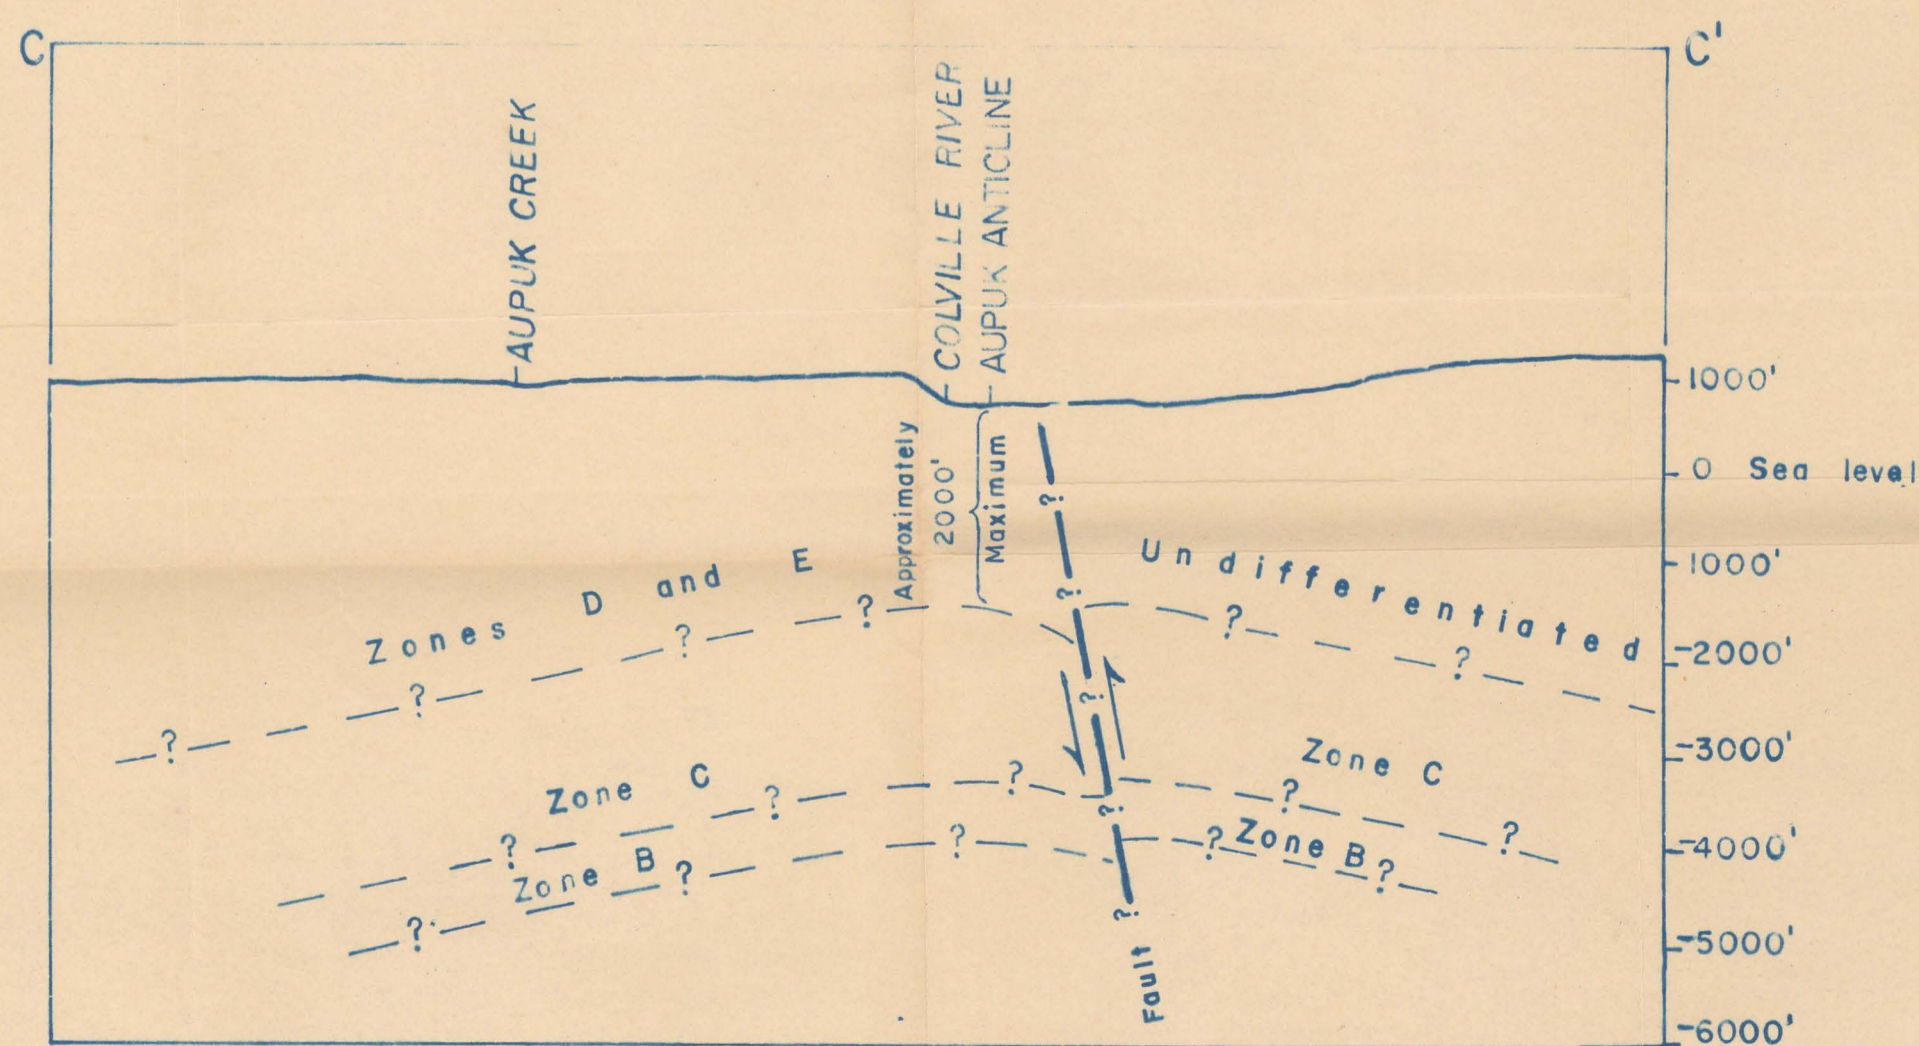 C
C'
AUPUK CREEK
COLVILLE RIVER
AUPUK ANTICLINE
1000'
0 Sea level
Approximately
2000'
Maximum
?
1000'
Zones D and E
Undifferentiated
?
?
?
?
?
?
-2000'
?
?
-3000'
Zone C
Zone C
?
?
?
?
?
?
-4000'
?
Zone B
Zone B
?
?
?
?
?
?
-5000'
Fault
-6000'